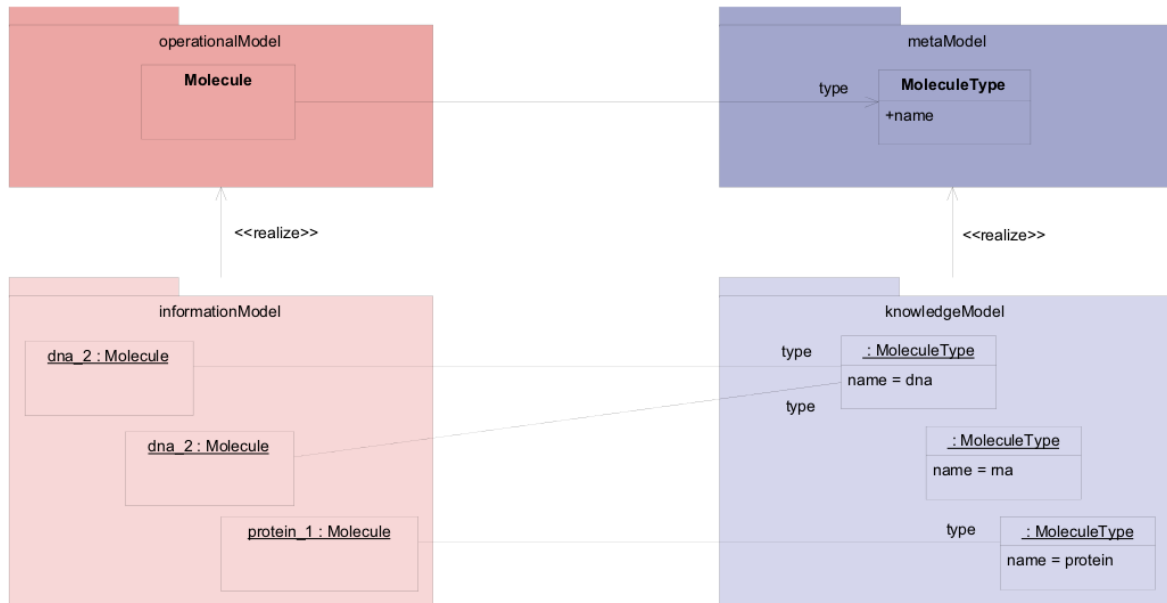 operationalModel
Molecule
metaModel
type
MoleculeType
+name
<<realize>>
<<realize>>
informationModel
dna_2 : Molecule
dna_2 : Molecule
protein_1 : Molecule
knowledgeModel
type
: MoleculeType
name = dna
type
: MoleculeType
name = rna
type
: MoleculeType
name = protein